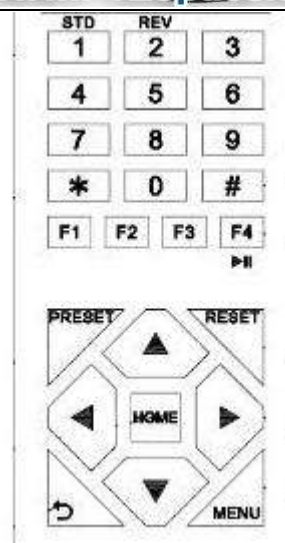 STD REV
1 2 3
4 5 6
7 8 9
* 0 #
F1 F2 F3 F4
PRESET RESET
HOME
MENU